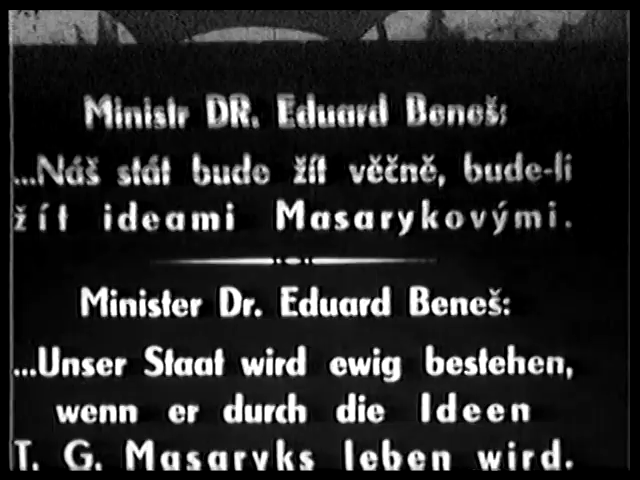 Ministr DR. Eduard Beneš:
...Náš stát bude žít věčně, bude-li
žít ideami Masarykovými.
Minister Dr. Eduard Beneš:
...Unser Staat wird ewig bestehen,
wenn er durch die Ideen
T. G. Masaryks leben wird.